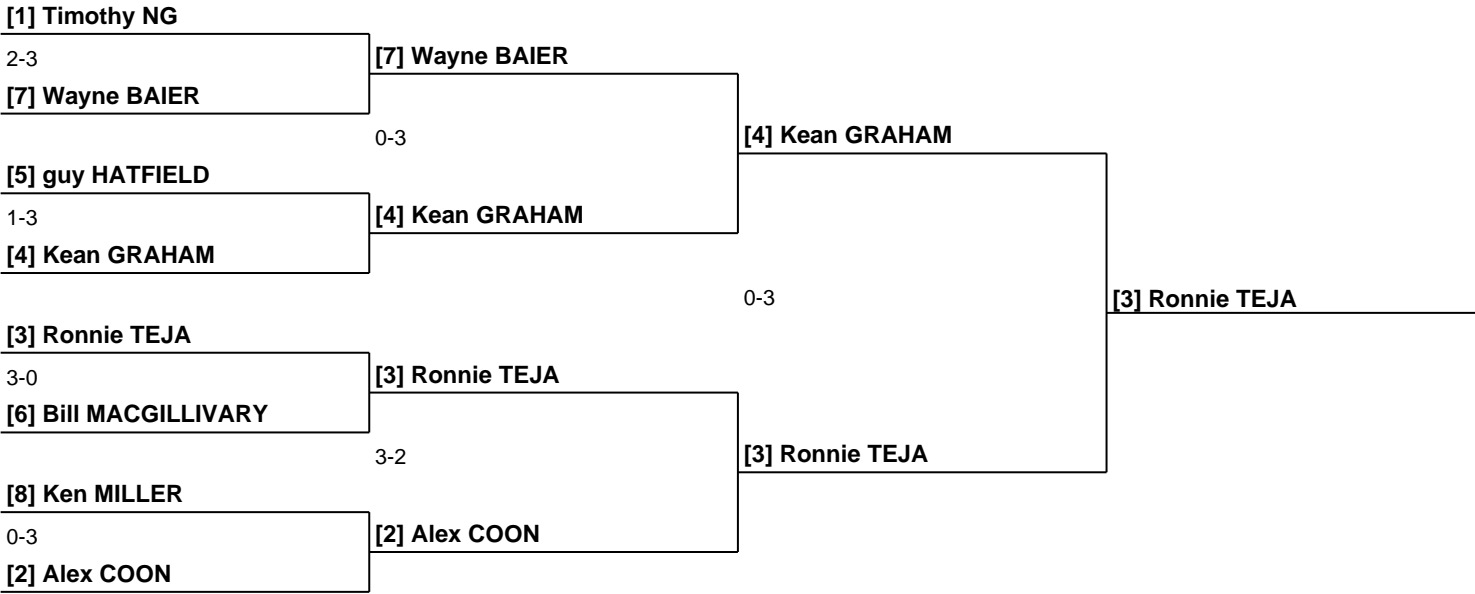 [1] Timothy NG
2-3
[7] Wayne BAIER
[7] Wayne BAIER
0-3
[4] Kean GRAHAM
[5] guy HATFIELD
1-3
[4] Kean GRAHAM
[4] Kean GRAHAM
0-3
[3] Ronnie TEJA
[3] Ronnie TEJA
3-0
[3] Ronnie TEJA
[6] Bill MACGILLIVARY
3-2
[3] Ronnie TEJA
[8] Ken MILLER
0-3
[2] Alex COON
[2] Alex COON